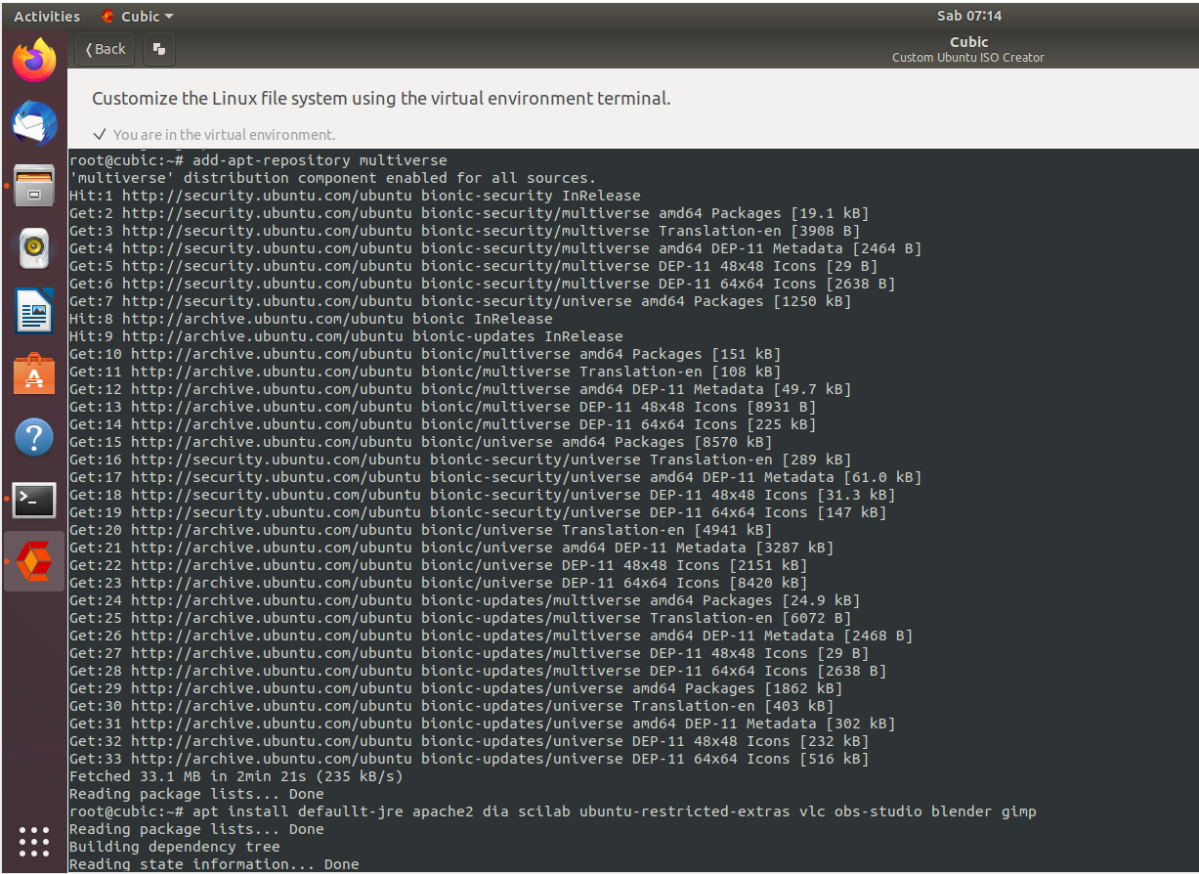 Activities Cubic Sab 07:14
Back Cubic
Custom Ubuntu ISO Creator
Customize the Linux file system using the virtual environment terminal.
✓ You are in the virtual environment.
root@cubic:~# add-apt-repository multiverse
'multiverse' distribution component enabled for all sources.
Hit:1 http://security.ubuntu.com/ubuntu bionic-security InRelease
Get:2 http://security.ubuntu.com/ubuntu bionic-security/multiverse amd64 Packages [19.1 kB]
Get:3 http://security.ubuntu.com/ubuntu bionic-security/multiverse Translation-en [3908 B]
Get:4 http://security.ubuntu.com/ubuntu bionic-security/multiverse amd64 DEP-11 Metadata [2464 B]
Get:5 http://security.ubuntu.com/ubuntu bionic-security/multiverse DEP-11 48x48 Icons [29 B]
Get:6 http://security.ubuntu.com/ubuntu bionic-security/multiverse DEP-11 64x64 Icons [2638 B]
Get:7 http://security.ubuntu.com/ubuntu bionic-security/universe amd64 Packages [1250 kB]
Hit:8 http://archive.ubuntu.com/ubuntu bionic InRelease
Hit:9 http://archive.ubuntu.com/ubuntu bionic-updates InRelease
Get:10 http://archive.ubuntu.com/ubuntu bionic/multiverse amd64 Packages [151 kB]
Get:11 http://archive.ubuntu.com/ubuntu bionic/multiverse Translation-en [108 kB]
Get:12 http://archive.ubuntu.com/ubuntu bionic/multiverse amd64 DEP-11 Metadata [49.7 kB]
Get:13 http://archive.ubuntu.com/ubuntu bionic/multiverse DEP-11 48x48 Icons [8931 B]
Get:14 http://archive.ubuntu.com/ubuntu bionic/multiverse DEP-11 64x64 Icons [225 kB]
Get:15 http://archive.ubuntu.com/ubuntu bionic/universe amd64 Packages [8570 kB]
Get:16 http://security.ubuntu.com/ubuntu bionic-security/universe Translation-en [289 kB]
Get:17 http://security.ubuntu.com/ubuntu bionic-security/universe amd64 DEP-11 Metadata [61.0 kB]
Get:18 http://security.ubuntu.com/ubuntu bionic-security/universe DEP-11 48x48 Icons [31.3 kB]
Get:19 http://security.ubuntu.com/ubuntu bionic-security/universe DEP-11 64x64 Icons [147 kB]
Get:20 http://archive.ubuntu.com/ubuntu bionic/universe Translation-en [4941 kB]
Get:21 http://archive.ubuntu.com/ubuntu bionic/universe amd64 DEP-11 Metadata [3287 kB]
Get:22 http://archive.ubuntu.com/ubuntu bionic/universe DEP-11 48x48 Icons [2151 kB]
Get:23 http://archive.ubuntu.com/ubuntu bionic/universe DEP-11 64x64 Icons [8420 kB]
Get:24 http://archive.ubuntu.com/ubuntu bionic-updates/multiverse amd64 Packages [24.9 kB]
Get:25 http://archive.ubuntu.com/ubuntu bionic-updates/multiverse Translation-en [6072 B]
Get:26 http://archive.ubuntu.com/ubuntu bionic-updates/multiverse amd64 DEP-11 Metadata [2468 B]
Get:27 http://archive.ubuntu.com/ubuntu bionic-updates/multiverse DEP-11 48x48 Icons [29 B]
Get:28 http://archive.ubuntu.com/ubuntu bionic-updates/multiverse DEP-11 64x64 Icons [2638 B]
Get:29 http://archive.ubuntu.com/ubuntu bionic-updates/universe amd64 Packages [1862 kB]
Get:30 http://archive.ubuntu.com/ubuntu bionic-updates/universe Translation-en [403 kB]
Get:31 http://archive.ubuntu.com/ubuntu bionic-updates/universe amd64 DEP-11 Metadata [302 kB]
Get:32 http://archive.ubuntu.com/ubuntu bionic-updates/universe DEP-11 48x48 Icons [232 kB]
Get:33 http://archive.ubuntu.com/ubuntu bionic-updates/universe DEP-11 64x64 Icons [516 kB]
Fetched 33.1 MB in 2min 21s (235 kB/s)
Reading package lists... Done
root@cubic:~# apt install defaullt-jre apache2 dia scilab ubuntu-restricted-extras vlc obs-studio blender gimp
Reading package lists... Done
Building dependency tree
Reading state information... Done